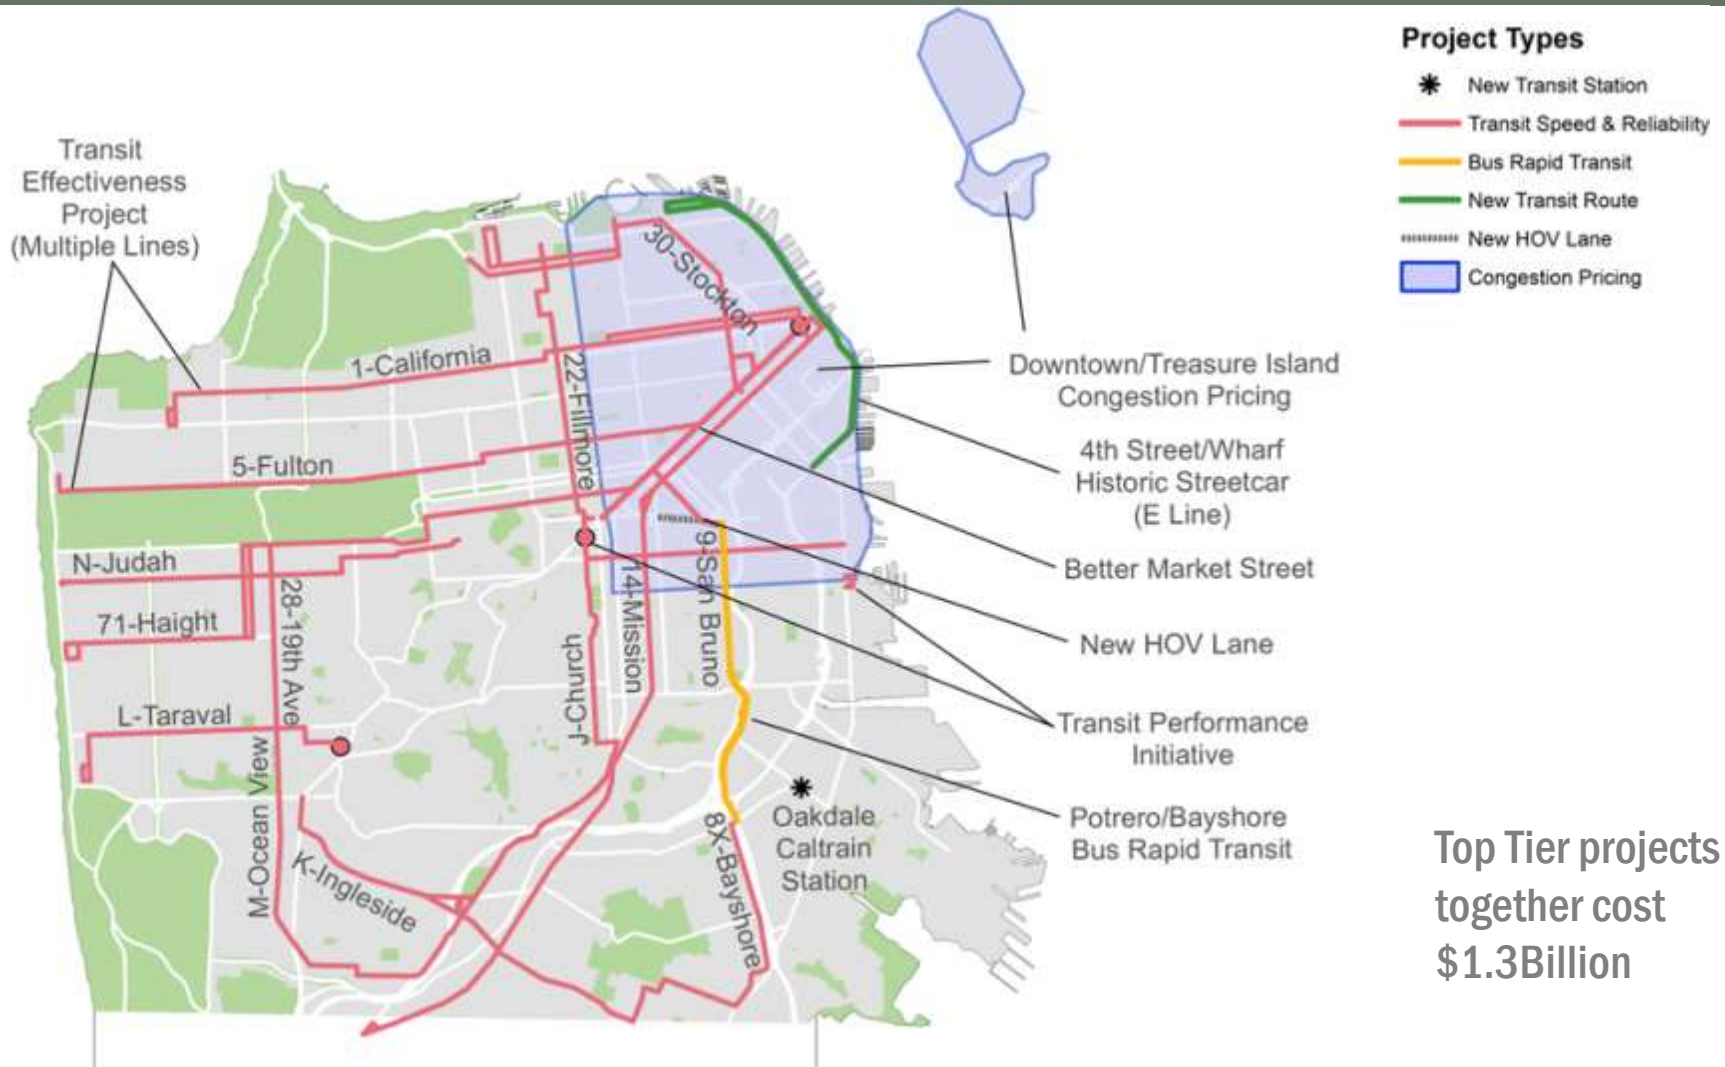 Project Types
New Transit Station
Transit Speed & Reliability
Bus Rapid Transit
New Transit Route
New HOV Lane
Congestion Pricing
Transit
Effectiveness
Project
(Multiple Lines)
30-Stockton
1-California
22-Fillmore
5-Fulton
N-Judah
71-Haight
28-19th Ave
L-Taraval
M-Ocean View
K-Ingleside
J-Church
14-Mission
9-San Bruno
8X-Bayshore
Oakdale
Caltrain
Station
Downtown/Treasure Island
Congestion Pricing
4th Street/Wharf
Historic Streetcar
(E Line)
Better Market Street
New HOV Lane
Transit Performance
Initiative
Potrero/Bayshore
Bus Rapid Transit
Top Tier projects
together cost
$1.3Billion